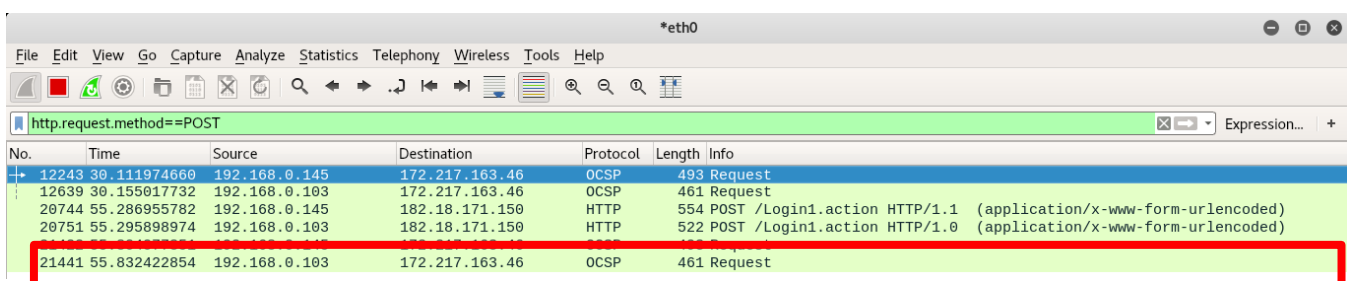 *eth0
File Edit View Go Capture Analyze Statistics Telephony Wireless Tools Help
http.request.method==POST Expression... +
No. Time Source Destination Protocol Length Info
12243 30.111974660 192.168.0.145 172.217.163.46 OCSP 493 Request
12639 30.155017732 192.168.0.103 172.217.163.46 OCSP 461 Request
20744 55.286955782 192.168.0.145 182.18.171.150 HTTP 554 POST /Login1.action HTTP/1.1 (application/x-www-form-urlencoded)
20751 55.295898974 192.168.0.103 182.18.171.150 HTTP 522 POST /Login1.action HTTP/1.0 (application/x-www-form-urlencoded)
21441 55.832422854 192.168.0.103 172.217.163.46 OCSP 461 Request